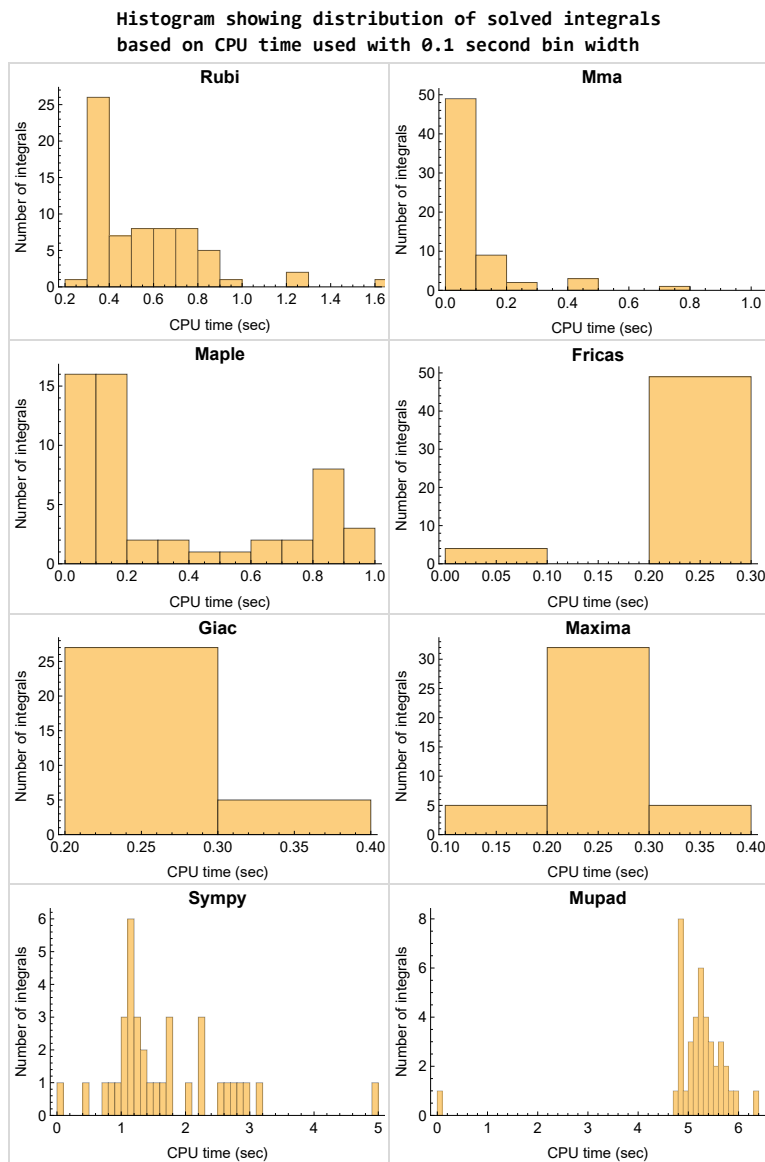 Histogram showing distribution of solved integrals
based on CPU time used with 0.1 second bin width
Rubi
Number of integrals
25
20
15
10
5
0
0.2 0.4 0.6 0.8 1.0 1.2 1.4 1.6
CPU time (sec)
Mma
Number of integrals
50
40
30
20
10
0
0.0 0.2 0.4 0.6 0.8 1.0
CPU time (sec)
Maple
Number of integrals
15
10
5
0
0.0 0.2 0.4 0.6 0.8 1.0
CPU time (sec)
Fricas
Number of integrals
50
40
30
20
10
0
0.00 0.05 0.10 0.15 0.20 0.25 0.30
CPU time (sec)
Giac
Number of integrals
25
20
15
10
5
0
0.20 0.25 0.30 0.35 0.40
CPU time (sec)
Maxima
Number of integrals
30
25
20
15
10
5
0
0.10 0.15 0.20 0.25 0.30 0.35 0.40
CPU time (sec)
Sympy
Number of integrals
6
5
4
3
2
1
0
0 1 2 3 4 5
CPU time (sec)
Mupad
Number of integrals
8
6
4
2
0
0 1 2 3 4 5 6
CPU time (sec)